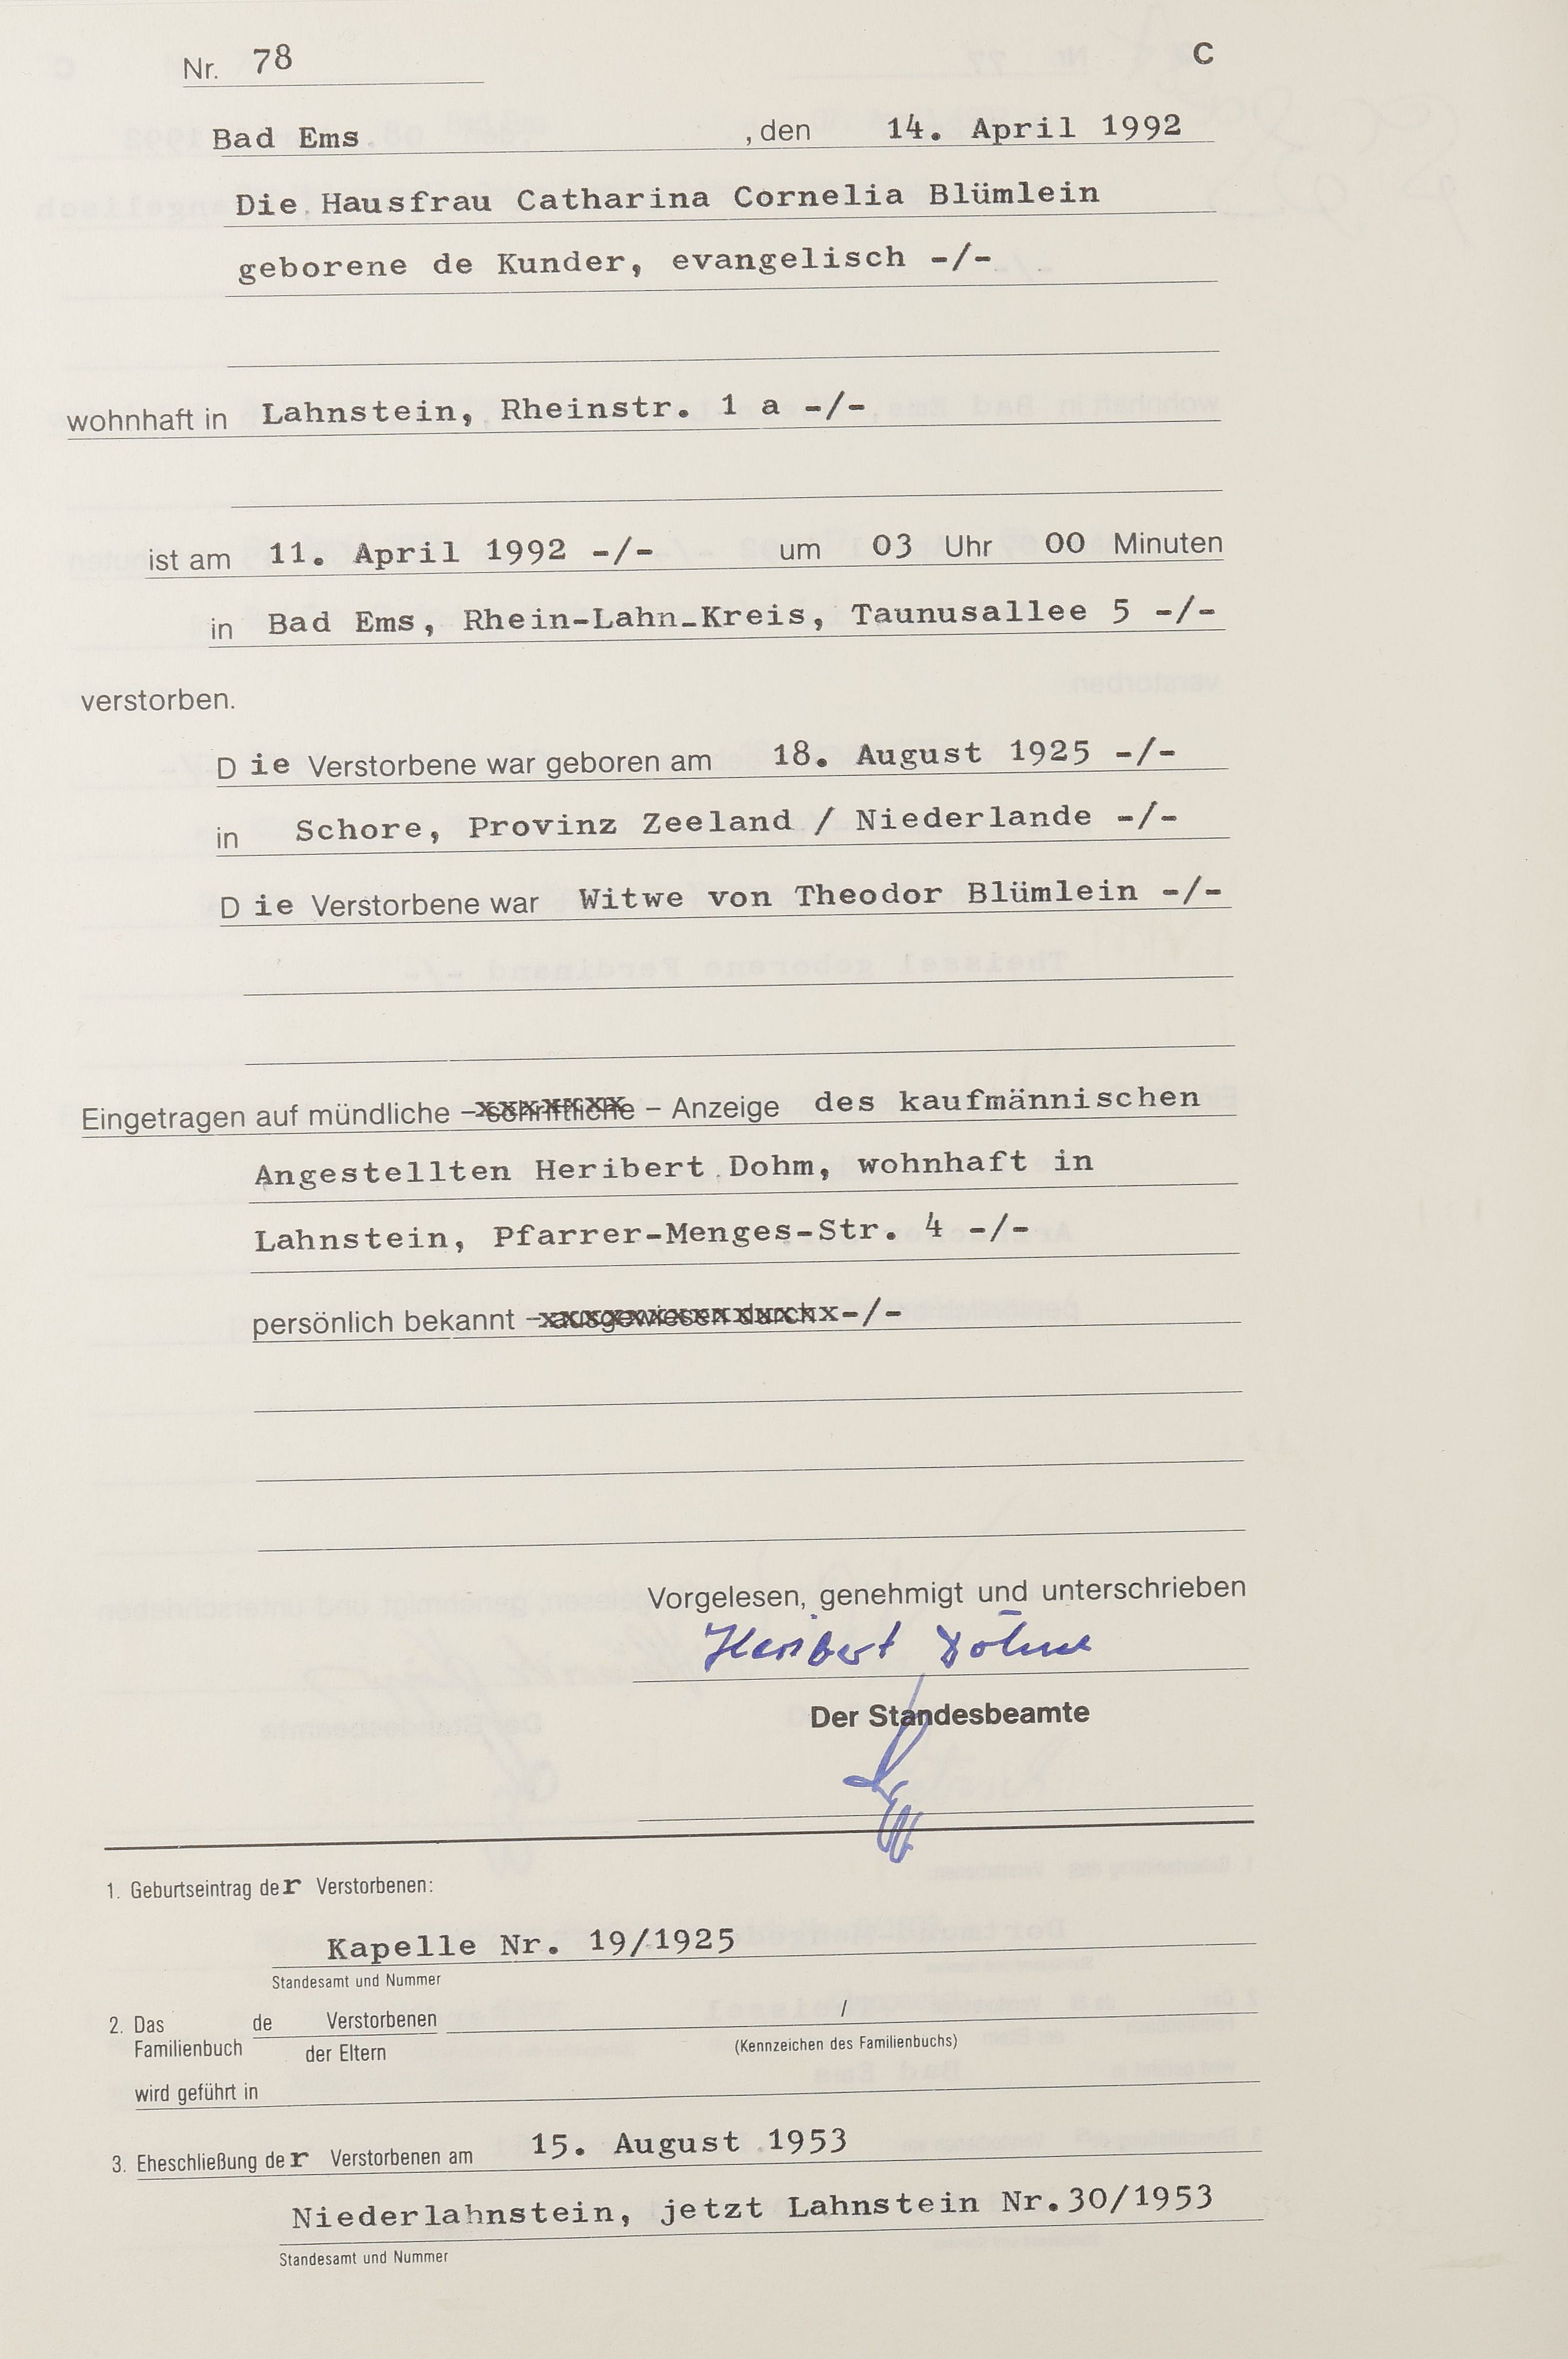 Nr. 78 C
Bad Ems , den 14. April 1992
Die Hausfrau Catharina Cornelia Blümlein
geborene de Kunder, evangelisch -/-
wohnhaft in Lahnstein, Rheinstr. 1 a -/-
ist am 11. April 1992 -/- um 03 Uhr 00 Minuten
in Bad Ems, Rhein-Lahn-Kreis, Taunusallee 5 -/-
verstorben.
Die Verstorbene war geboren am 18. August 1925 -/-
in Schore, Provinz Zeeland / Niederlande -/-
Die Verstorbene war Witwe von Theodor Blümlein -/-
Eingetragen auf mündliche – schriftliche – Anzeige des kaufmännischen
Angestellten Heribert Dohm, wohnhaft in
Lahnstein, Pfarrer-Menges-Str. 4 -/-
persönlich bekannt – ausgewiesen durch -/-
Vorgelesen, genehmigt und unterschrieben
Heribert
Der Standesbeamte
1. Geburtseintrag der Verstorbenen:
Kapelle Nr. 19/1925
Standesamt und Nummer
2. Das de Verstorbenen /
Familienbuch der Eltern (Kennzeichen des Familienbuchs)
wird geführt in
3. Eheschließung der Verstorbenen am 15. August 1953
Niederlahnstein, jetzt Lahnstein Nr.30/1953
Standesamt und Nummer